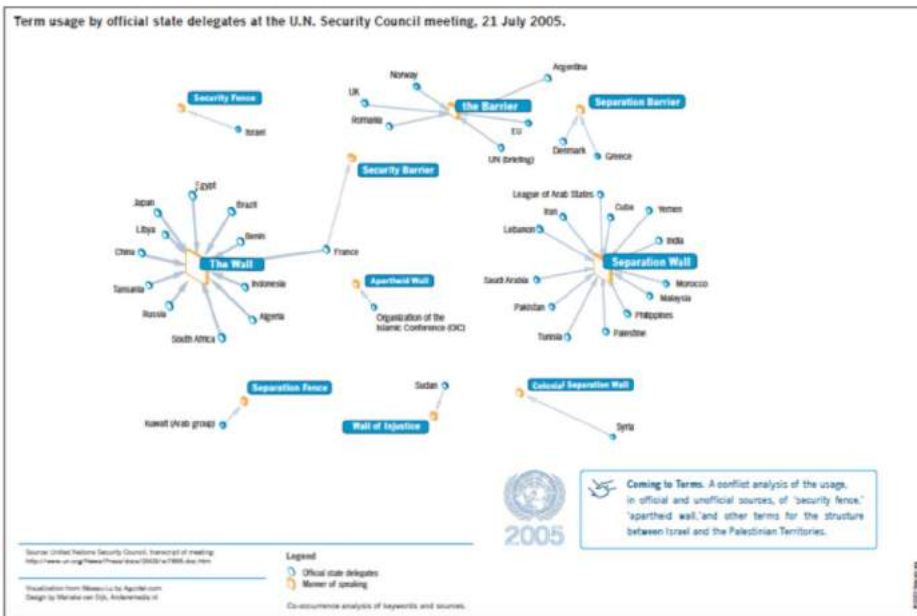 Term usage by official state delegates at the U.N. Security Council meeting, 21 July 2005.
Security Fence
Israel
Norway
Argentina
UK
the Barrier
Romania
EU
UN (briefing)
Separation Barrier
Denmark
Greece
Security Barrier
Egypt
Japan
Brazil
Libya
Benin
China
The Wall
France
Tansania
Indonesia
Russia
Algeria
South Africa
Apartheid Wall
Organization of the
Islamic Conference (OIC)
League of Arab States
Cuba
Yemen
Iran
Lebanon
India
Separation Wall
Saudi Arabia
Morocco
Malaysia
Pakistan
Philippines
Tunisia
Palestine
Separation Fence
Kuwait (Arab group)
Sudan
Wall of Injustice
Colonial Separation Wall
Syria
2005
Coming to Terms. A conflict analysis of the usage,
in official and unofficial sources, of 'security fence,'
'apartheid wall,'and other terms for the structure
between Israel and the Palestinian Territories.
Source: United Nations Security Council, transcript of meeting
Legend
Official state delegates
Manner of speaking
Co-occurrence analysis of keywords and sources.